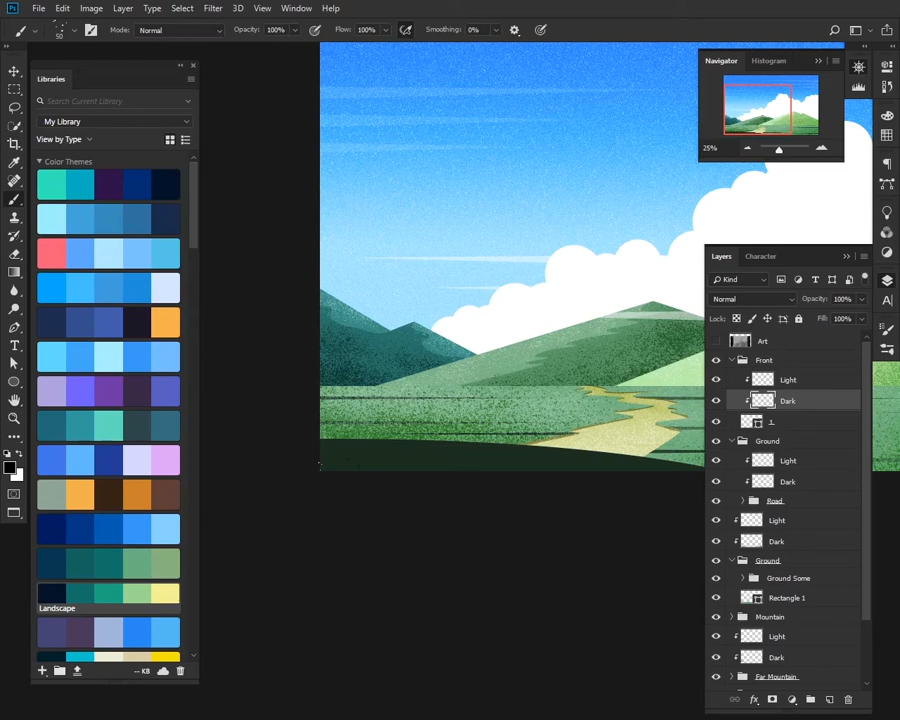 Ps File Edit Image Layer Type Select Filter 3D View Window Help
50 Mode: Normal Opacity: 100% Flow: 100% Smoothing: 0%
Libraries
Search Current Library
My Library
View by Type
Color Themes
Landscape
-- KB
Navigator Histogram
25%
Layers Character
Kind
Normal Opacity: 100%
Lock: Fill: 100%
Art
Front
Light
Dark
Ground
Light
Dark
Road
Light
Dark
Ground
Ground Some
Rectangle 1
Mountain
Light
Dark
Far Mountain